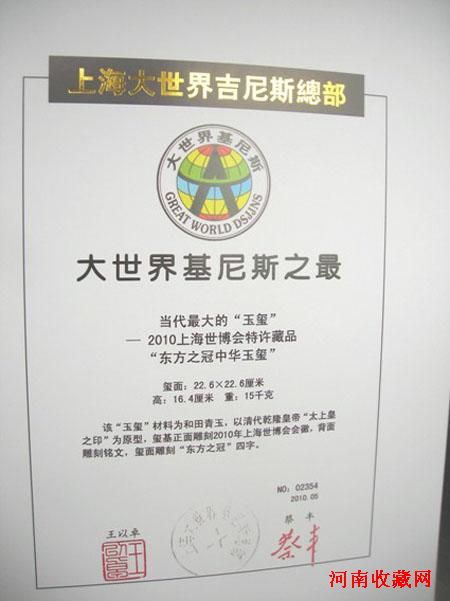 上海大世界吉尼斯總部
大世界基尼斯
GREAT WORLD DSJJNS
大世界基尼斯之最
当代最大的“玉玺”
— 2010上海世博会特许藏品
“东方之冠中华玉玺”
玺面：22.6×22.6厘米
高：16.4厘米 重：15千克
该“玉玺”材料为和田青玉，以清代乾隆皇帝“太上皇
之印”为原型，玺基正面雕刻2010年上海世博会会徽，背面
雕刻铭文，玺面雕刻“东方之冠”四字。
NO：02354
2010.05
王以卓
蔡丰
蔡丰
河南收藏网